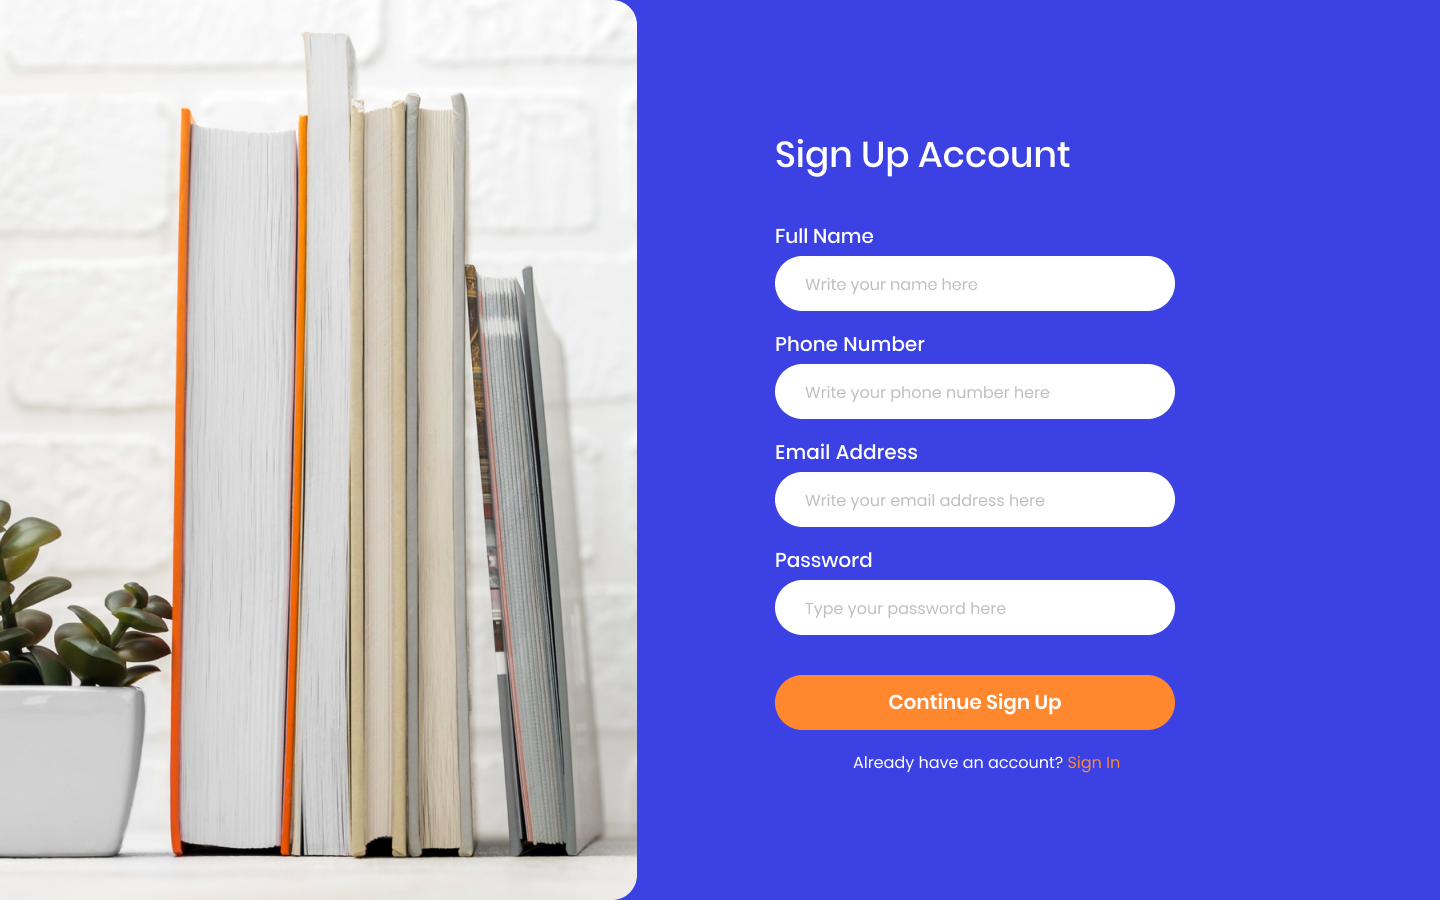 Sign Up Account
Full Name
Write your name here
Phone Number
Write your phone number here
Email Address
Write your email address here
Password
Type your password here
Continue Sign Up
Already have an account? Sign In